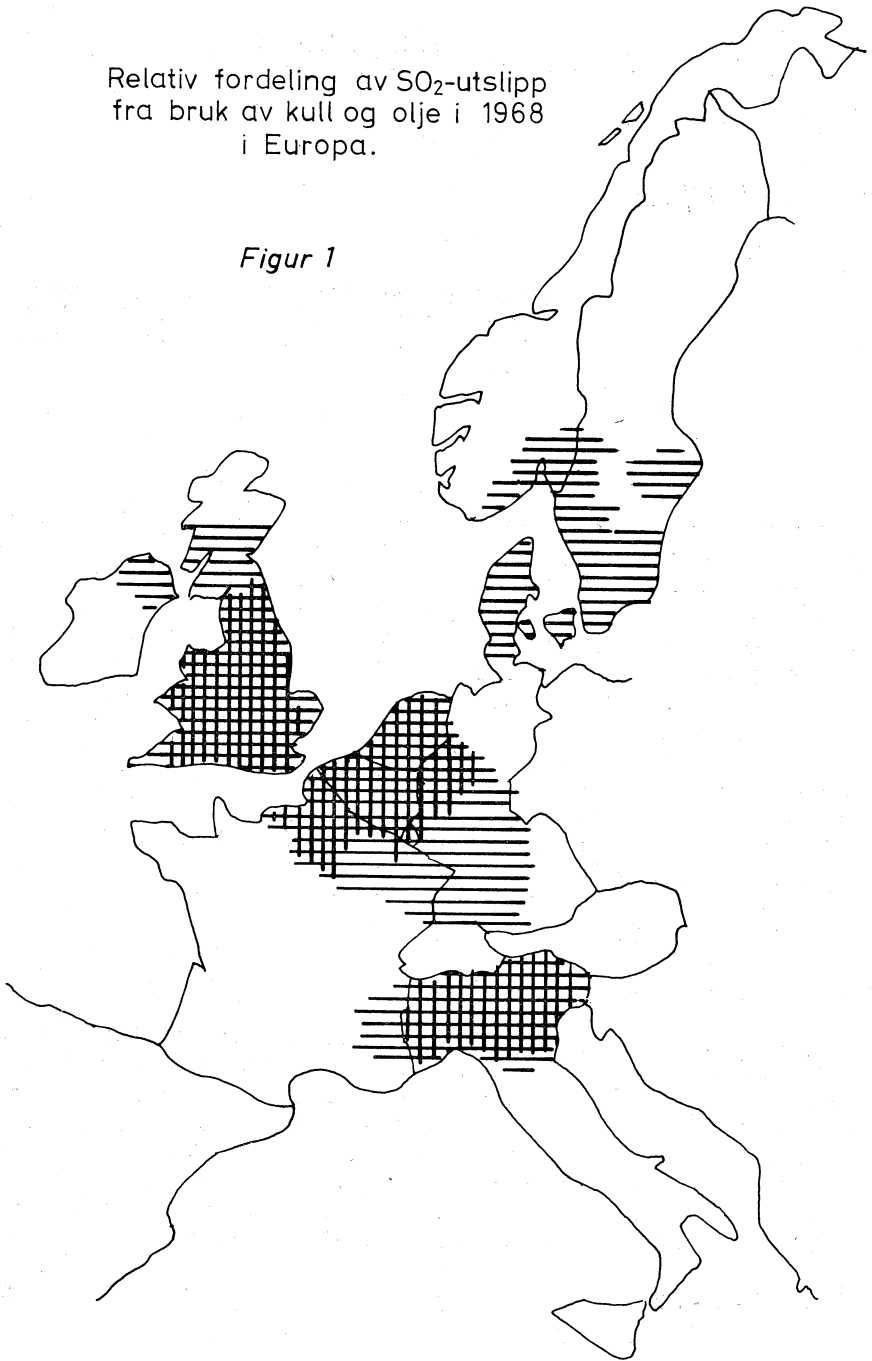 Relativ fordeling av SO₂-utslipp
fra bruk av kull og olje i 1968
i Europa.
Figur 1